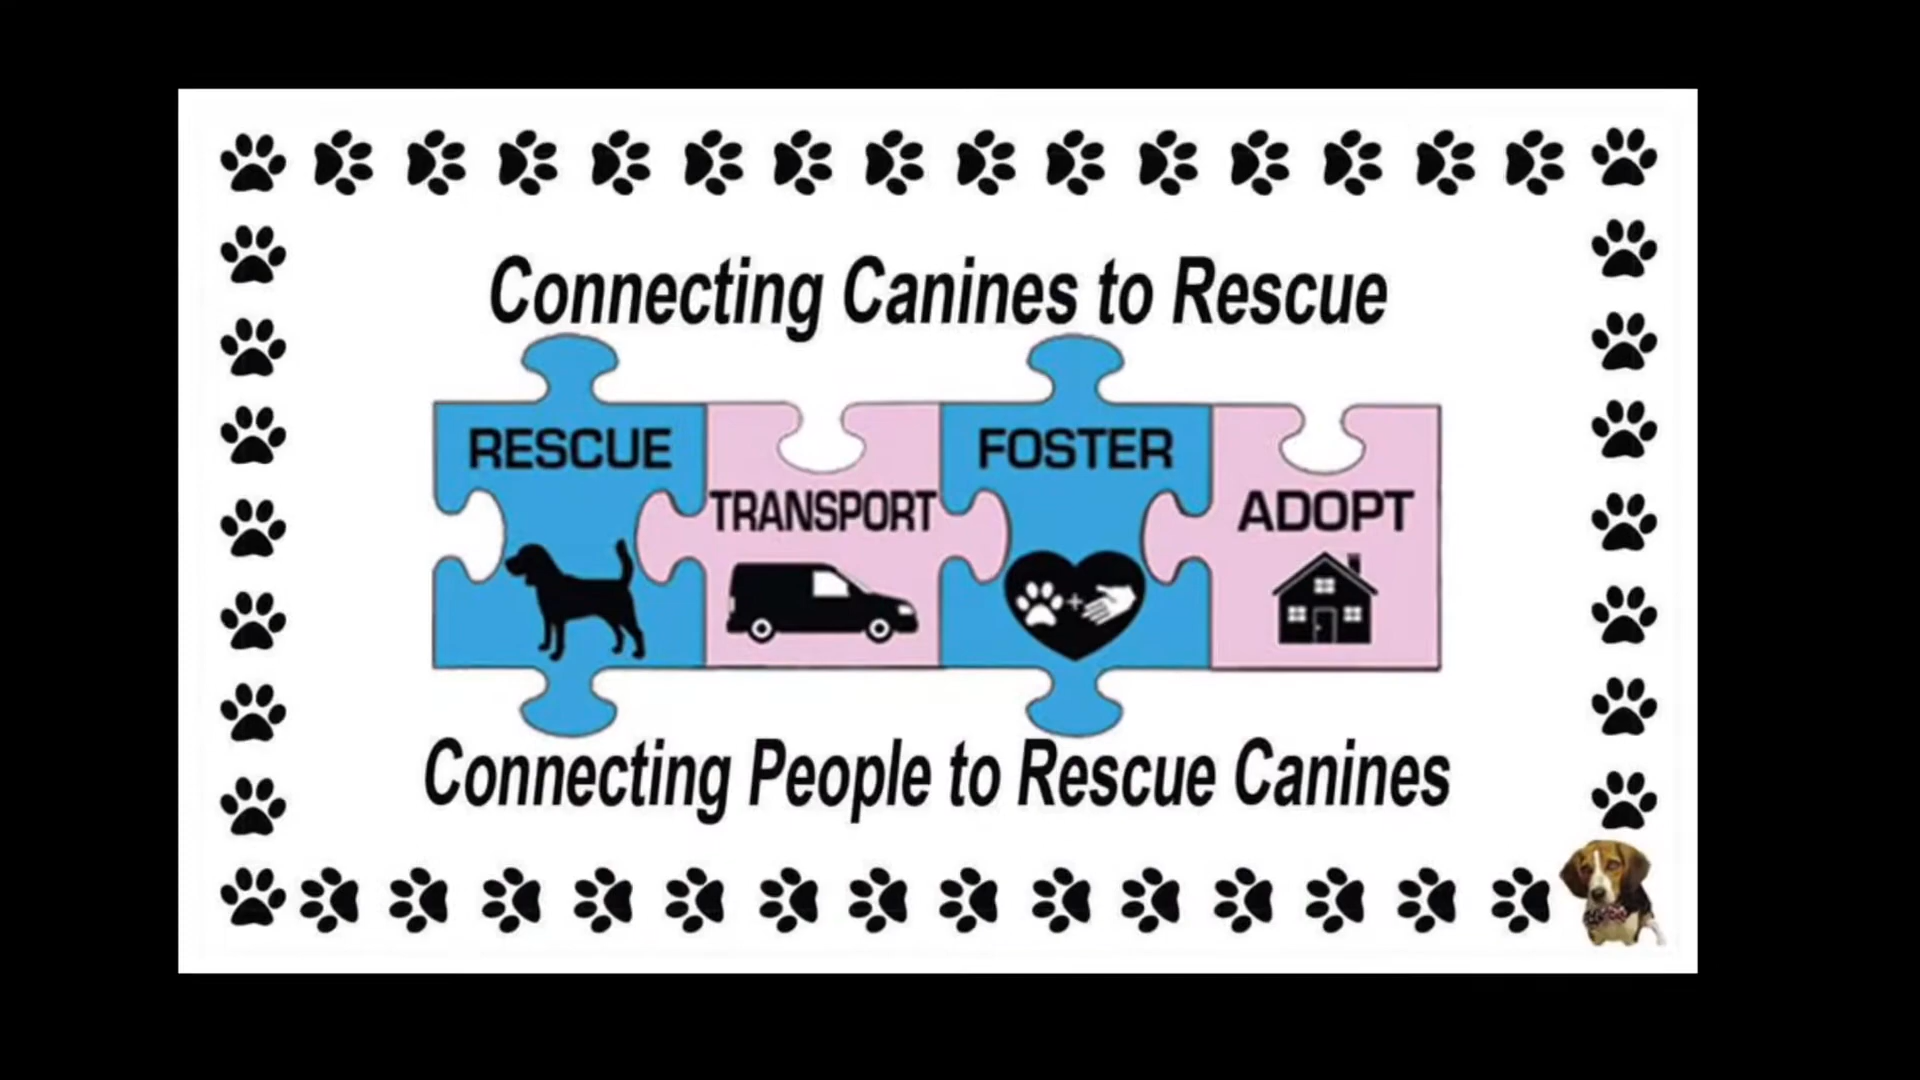 Connecting Canines to Rescue
RESCUE
TRANSPORT
FOSTER
ADOPT
Connecting People to Rescue Canines